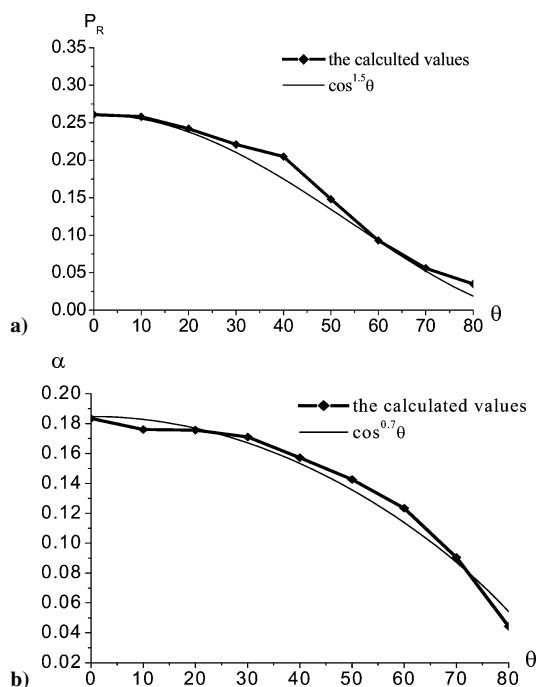 P_R
0.35
0.30
0.25
0.20
0.15
0.10
0.05
0.00
the calculted values
cos^1.5θ
0 10 20 30 40 50 60 70 80 θ
a)
α
0.20
0.18
0.16
0.14
0.12
0.10
0.08
0.06
0.04
0.02
the calculated values
cos^0.7θ
0 10 20 30 40 50 60 70 80 θ
b)